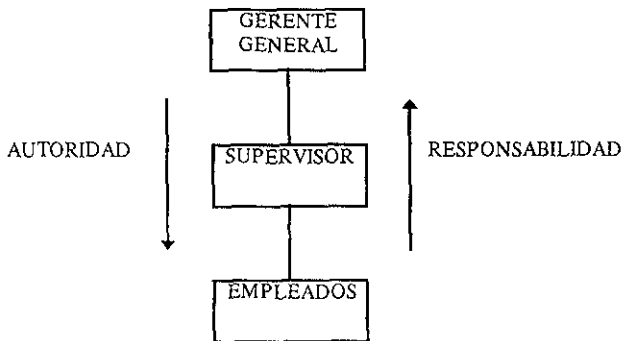 GERENTE
GENERAL
AUTORIDAD
SUPERVISOR
RESPONSABILIDAD
EMPLEADOS